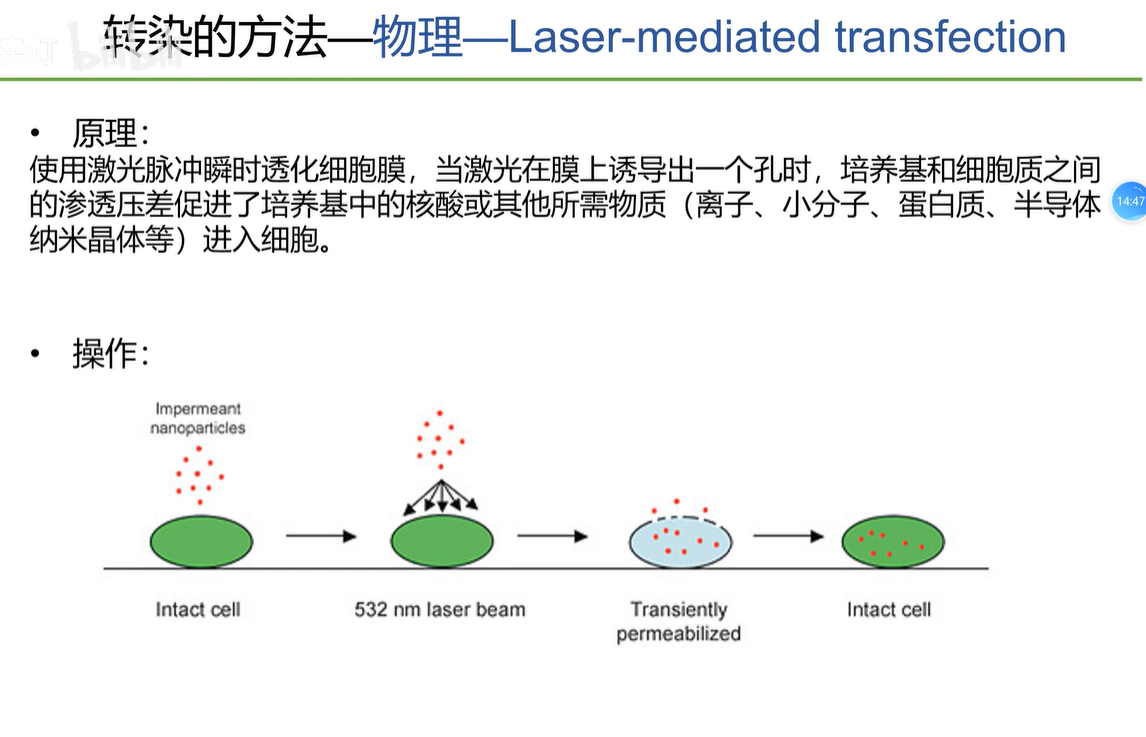 转染的方法—物理—Laser-mediated transfection
bilibili
• 原理：
使用激光脉冲瞬时透化细胞膜，当激光在膜上诱导出一个孔时，培养基和细胞质之间
的渗透压差促进了培养基中的核酸或其他所需物质（离子、小分子、蛋白质、半导体
纳米晶体等）进入细胞。
14:47
• 操作：
Impermeant
nanoparticles
Intact cell
532 nm laser beam
Transiently
permeabilized
Intact cell